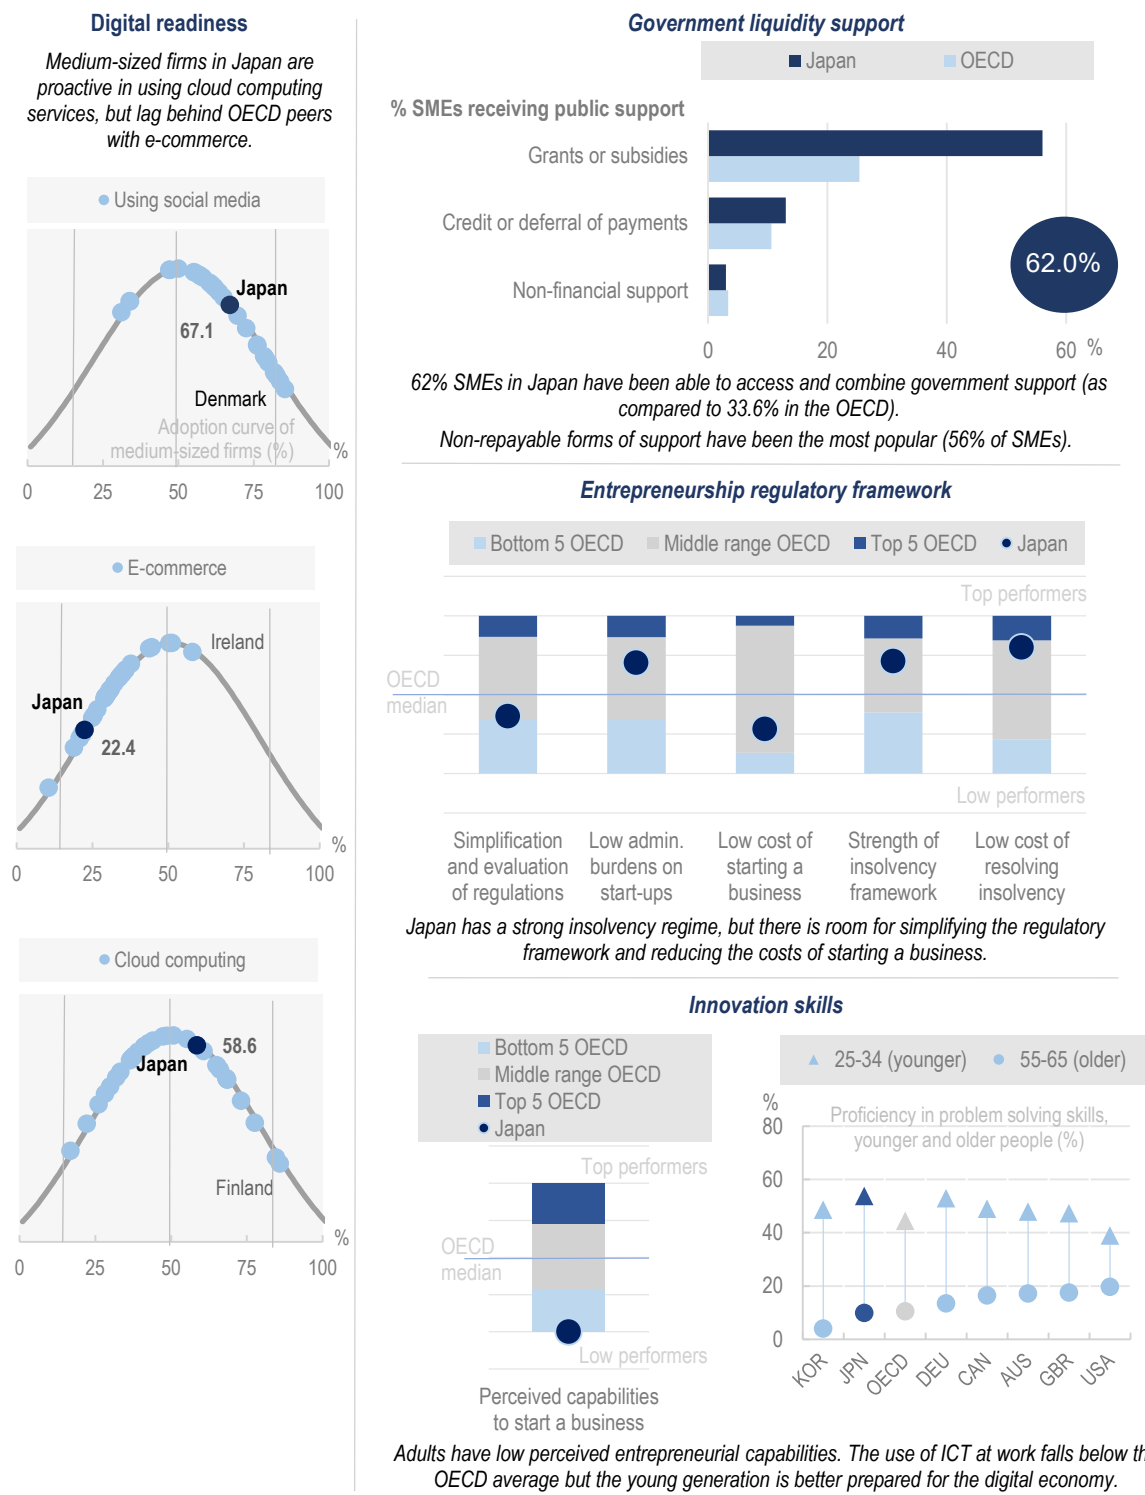 Digital readiness
Medium-sized firms in Japan are
proactive in using cloud computing
services, but lag behind OECD peers
with e-commerce.
Using social media
Japan
67.1
Denmark
Adoption curve of
medium-sized firms (%)
%
0 25 50 75 100
E-commerce
Ireland
Japan
22.4
%
0 25 50 75 100
Cloud computing
58.6
Japan
Finland
%
0 25 50 75 100
Government liquidity support
Japan OECD
% SMEs receiving public support
Grants or subsidies
Credit or deferral of payments
Non-financial support
62.0%
0 20 40 60 %
62% SMEs in Japan have been able to access and combine government support (as
compared to 33.6% in the OECD).
Non-repayable forms of support have been the most popular (56% of SMEs).
Entrepreneurship regulatory framework
Bottom 5 OECD Middle range OECD Top 5 OECD Japan
Top performers
OECD
median
Low performers
Simplification
and evaluation
of regulations
Low admin.
burdens on
start-ups
Low cost of
starting a
business
Strength of
insolvency
framework
Low cost of
resolving
insolvency
Japan has a strong insolvency regime, but there is room for simplifying the regulatory
framework and reducing the costs of starting a business.
Innovation skills
Bottom 5 OECD
Middle range OECD
Top 5 OECD
Japan
Top performers
OECD
median
Low performers
Perceived capabilities
to start a business
25-34 (younger) 55-65 (older)
%
Proficiency in problem solving skills,
younger and older people (%)
80
60
40
20
0
KOR JPN OECD DEU CAN AUS GBR USA
Adults have low perceived entrepreneurial capabilities. The use of ICT at work falls below th
OECD average but the young generation is better prepared for the digital economy.